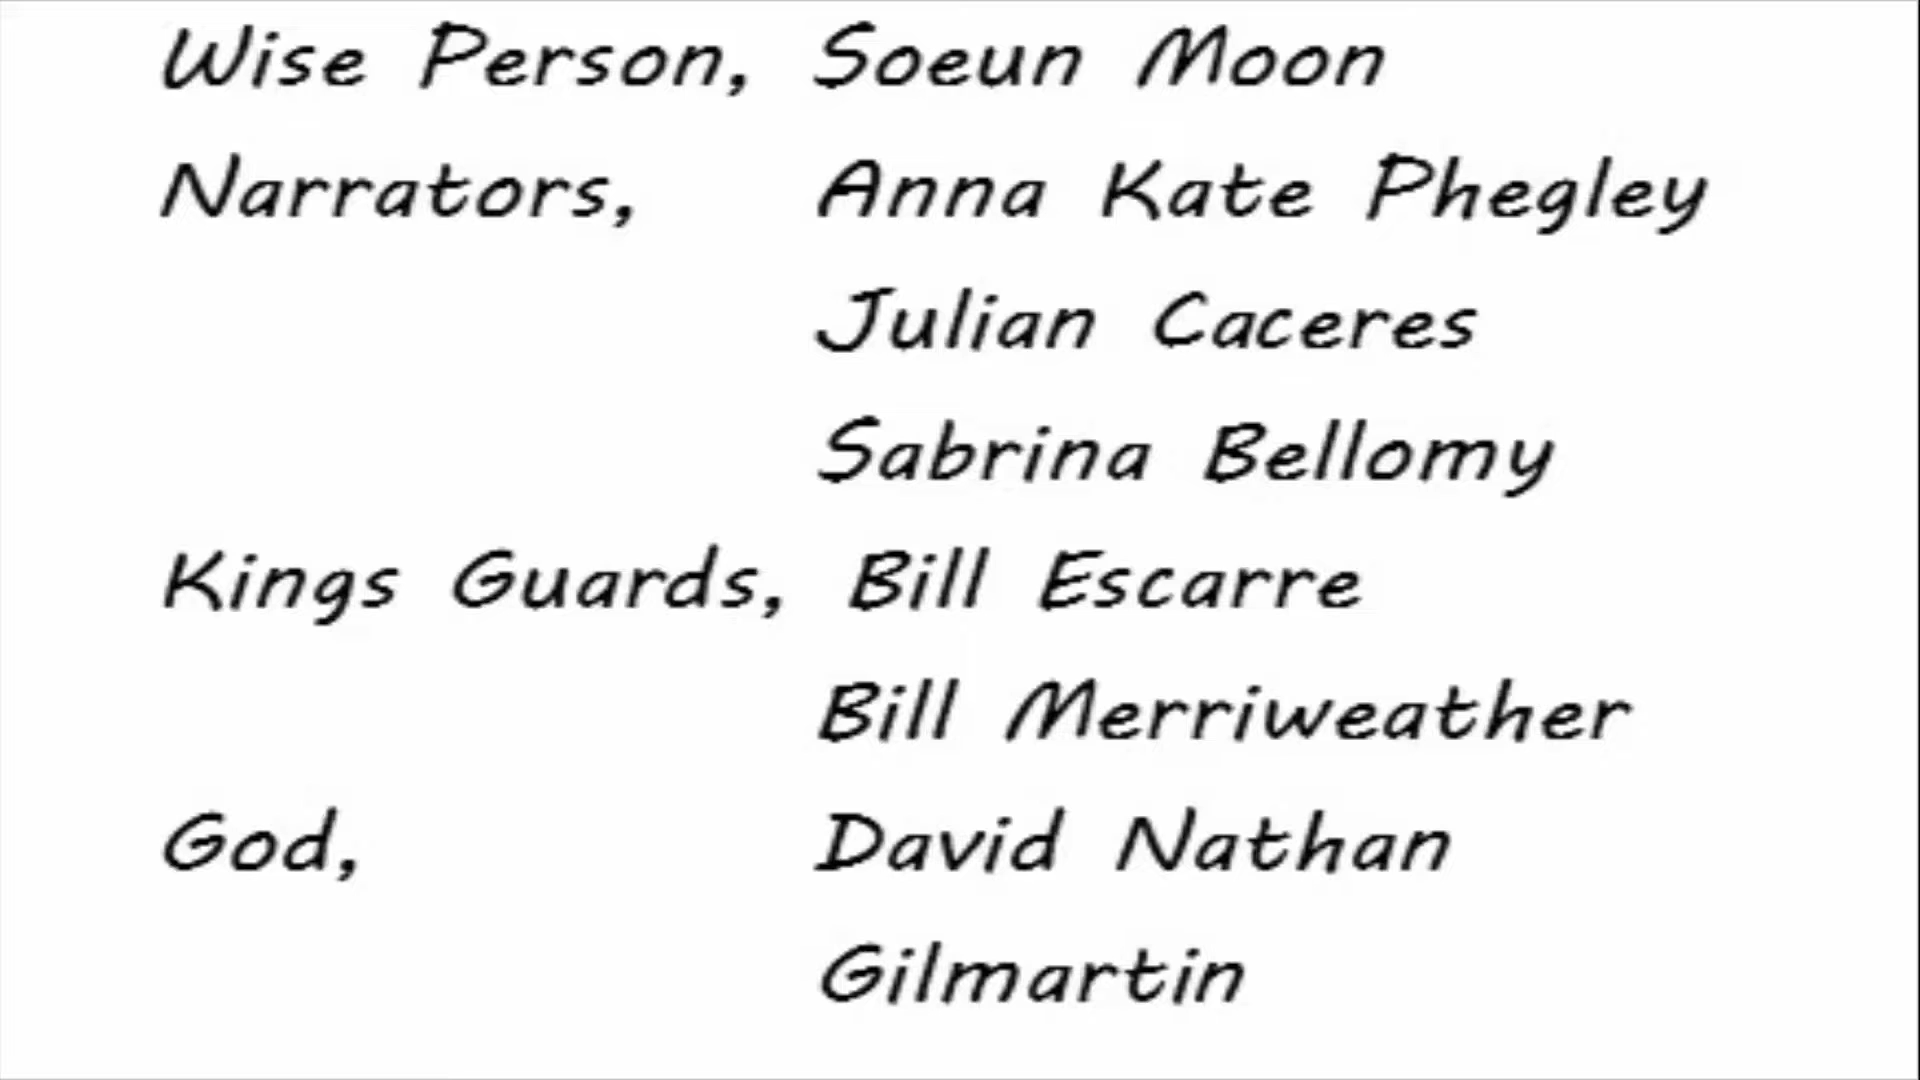 Wise Person, Soeun Moon
Narrators, Anna Kate Phegley
Julian Caceres
Sabrina Bellomy
Kings Guards, Bill Escarre
Bill Merriweather
God, David Nathan
Gilmartin